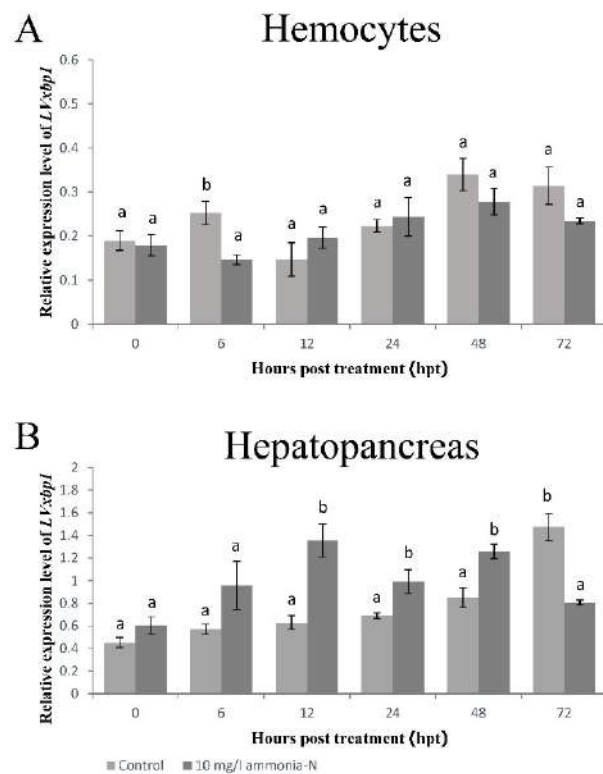 A
Hemocytes
Relative expression level of LVxbp1
0.6
0.5
0.4
0.3
0.2
0.1
0
a a b a a a a a a a a a
0 6 12 24 48 72
Hours post treatment (hpt)
B
Hepatopancreas
Relative expression level of LVxbp1
2
1.8
1.6
1.4
1.2
1
0.8
0.6
0.4
0.2
0
a a a a a b a b a b b a
0 6 12 24 48 72
Hours post treatment (hpt)
Control 10 mg/l ammonia-N